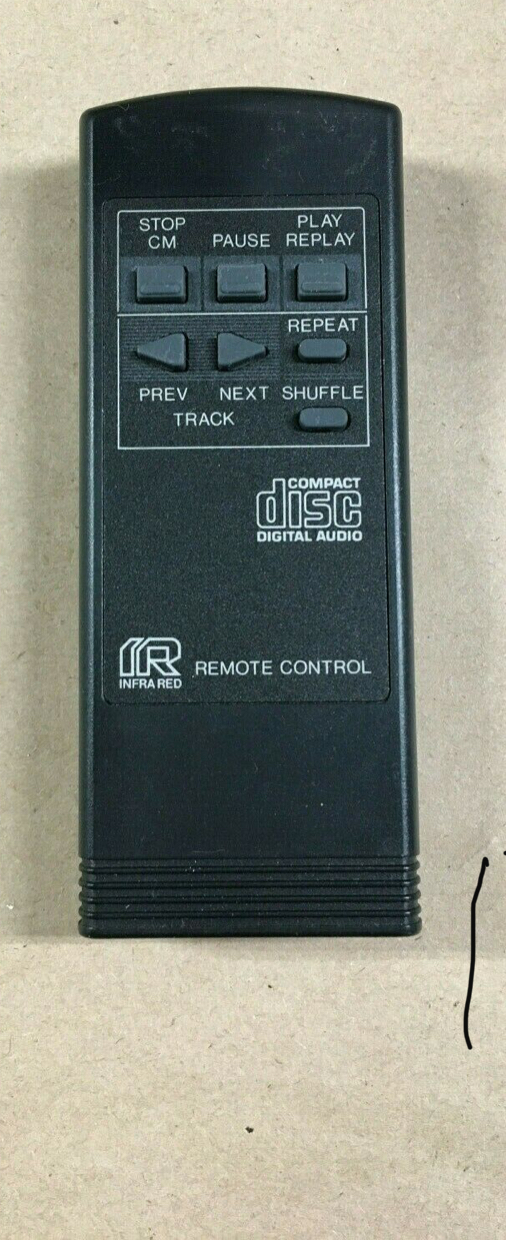 STOP
CM
PAUSE
PLAY
REPLAY
REPEAT
PREV NEXT
TRACK
SHUFFLE
COMPACT
disc
DIGITAL AUDIO
IR
INFRA RED
REMOTE CONTROL